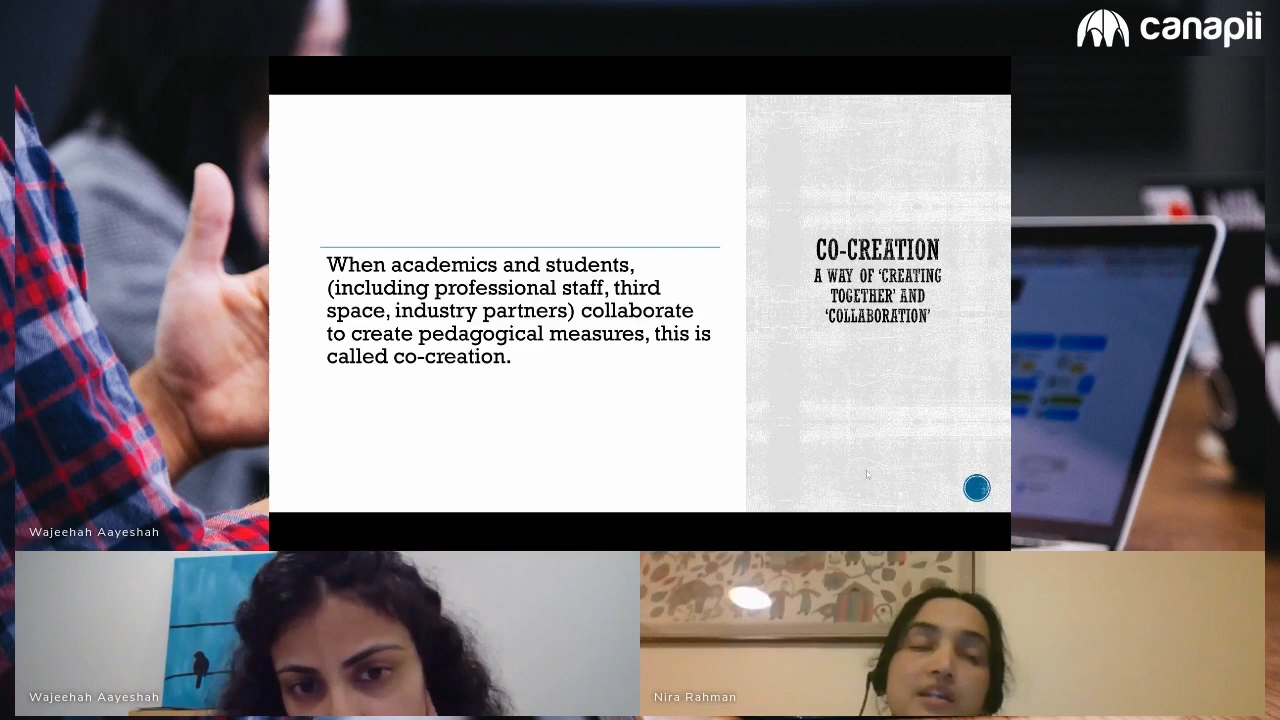 canapii
When academics and students,
(including professional staff, third
space, industry partners) collaborate
to create pedagogical measures, this is
called co-creation.
CO-CREATION
A WAY OF ‘CREATING
TOGETHER’ AND
‘COLLABORATION’
Wajeehah Aayeshah
Wajeehah Aayeshah
Nira Rahman